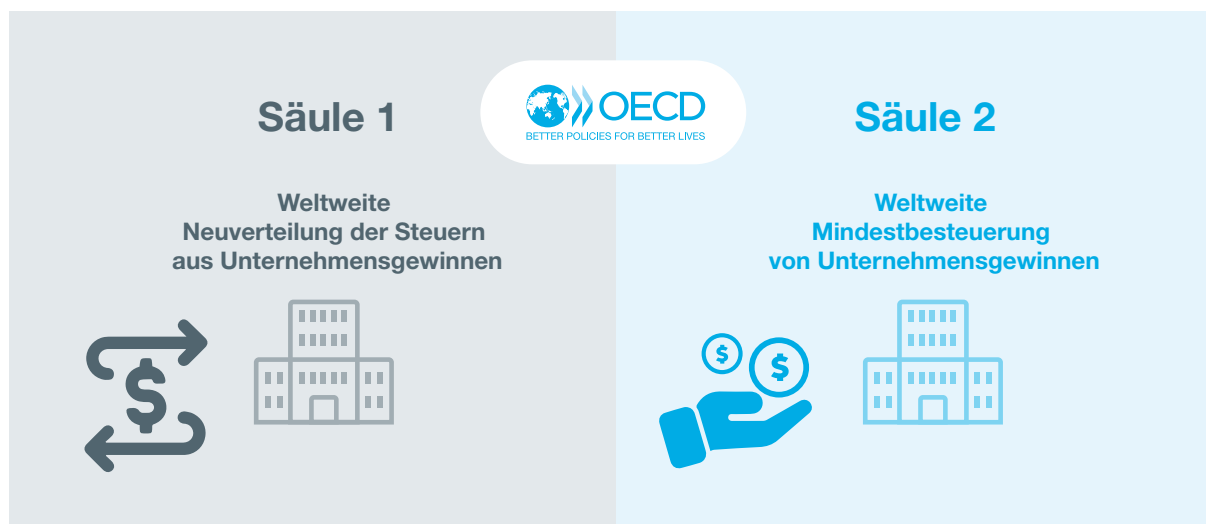 OECD
BETTER POLICIES FOR BETTER LIVES
Säule 1
Weltweite
Neuverteilung der Steuern
aus Unternehmensgewinnen
$
Säule 2
Weltweite
Mindestbesteuerung
von Unternehmensgewinnen
$
$